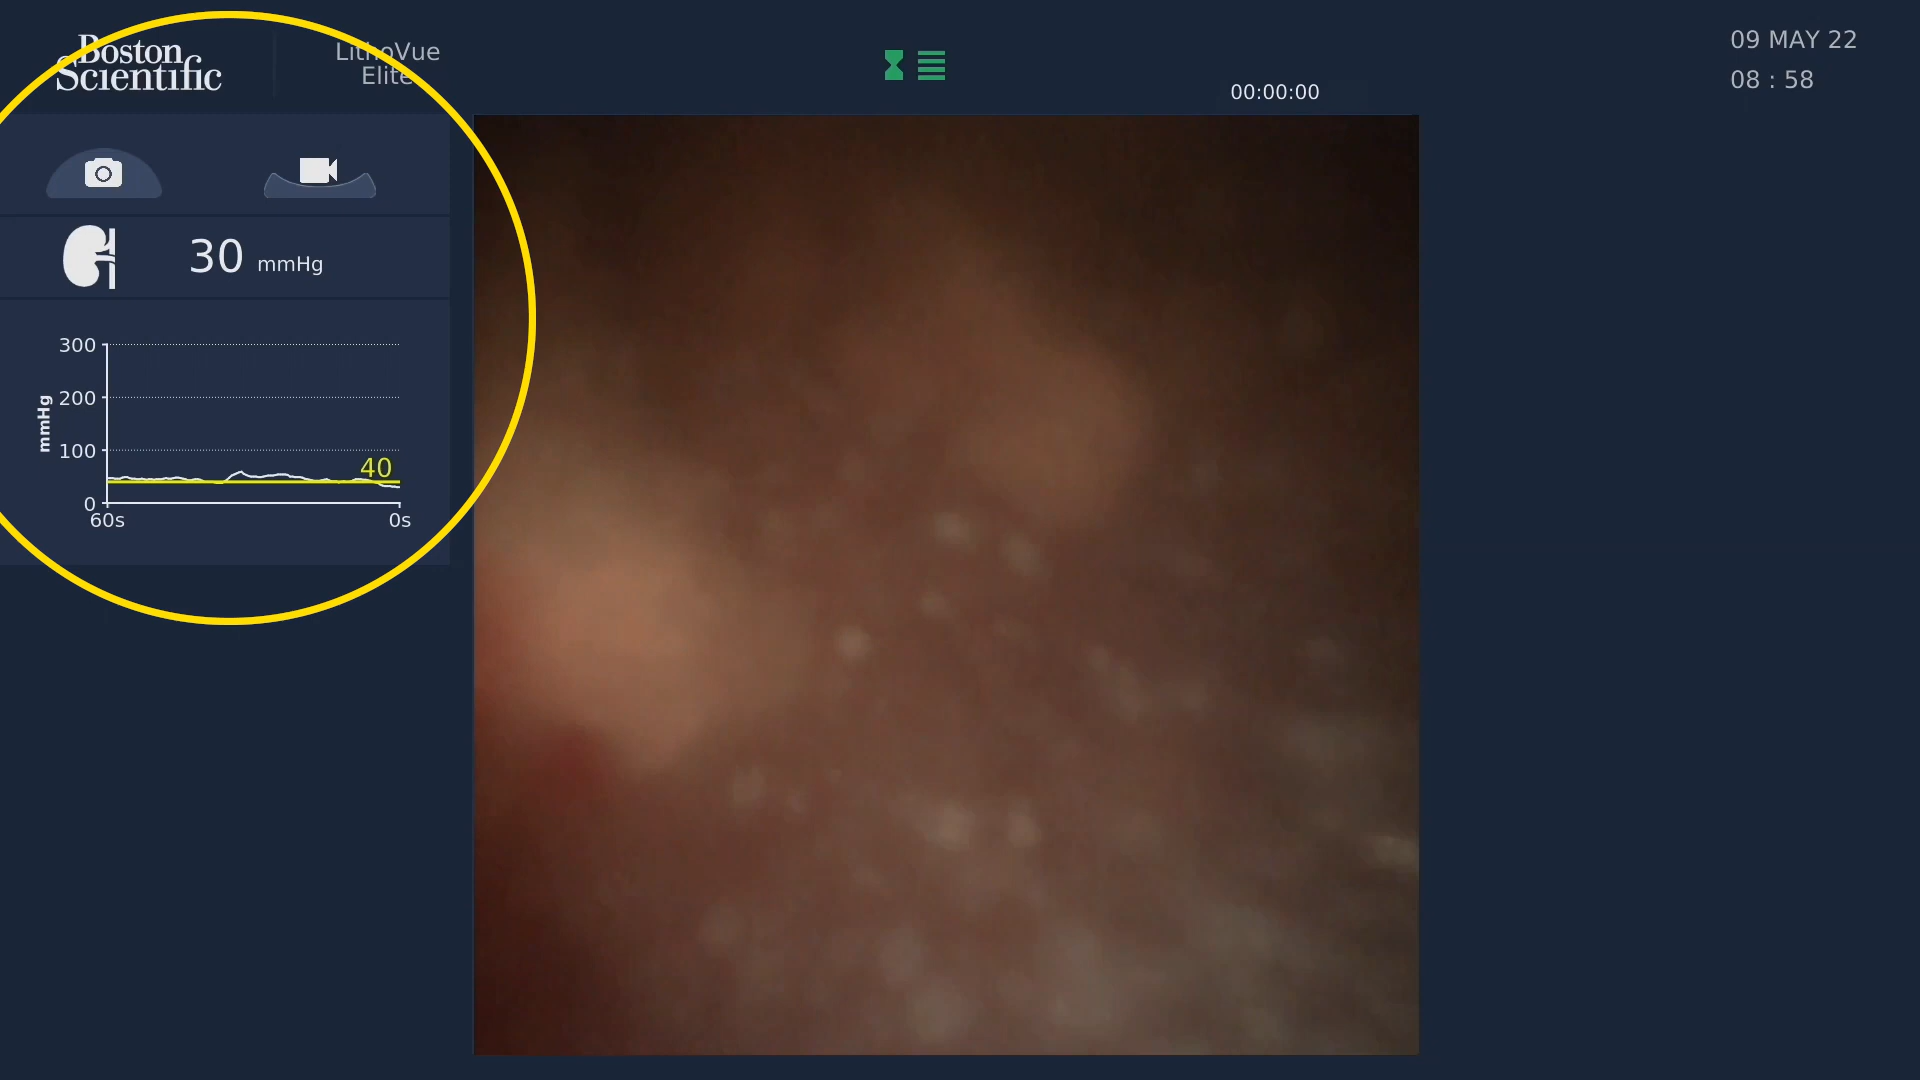 Boston
Scientific
LithoVue
Elite
00:00:00
09 MAY 22
08 : 58
30 mmHg
mmHg
300
200
100
0
40
60s
0s